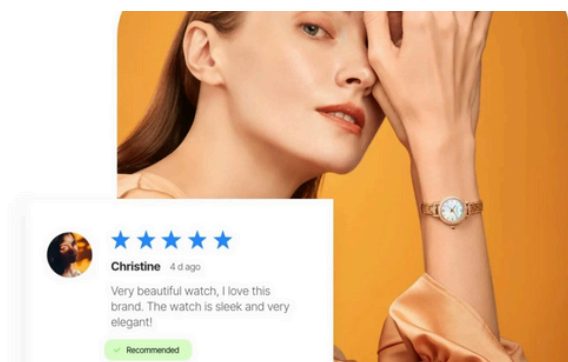 Christine 4 d ago
Very beautiful watch, I love this
brand. The watch is sleek and very
elegant!
Recommended